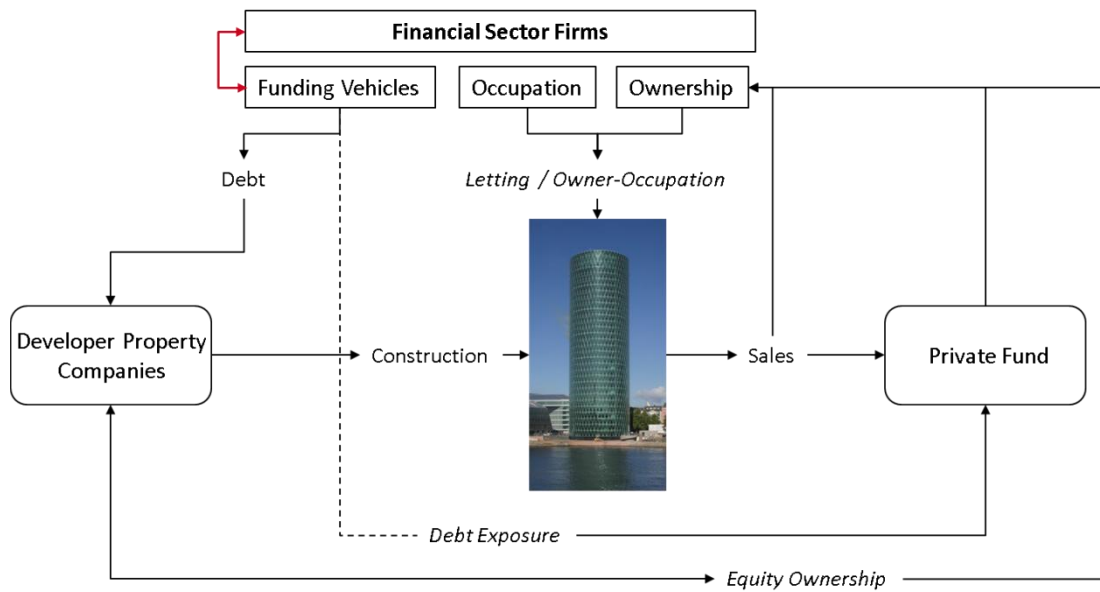 Financial Sector Firms
Funding Vehicles
Occupation
Ownership
Debt
Letting / Owner-Occupation
Developer Property
Companies
Construction
Sales
Private Fund
Debt Exposure
Equity Ownership